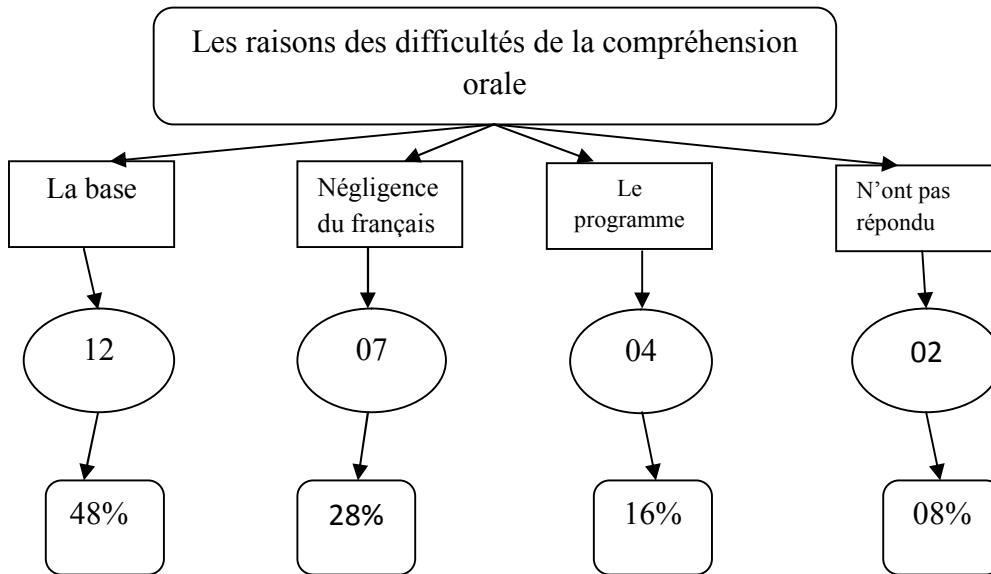 Les raisons des difficultés de la compréhension
orale
La base
Négligence
du français
Le
programme
N’ont pas
répondu
12
07
04
02
48%
28%
16%
08%